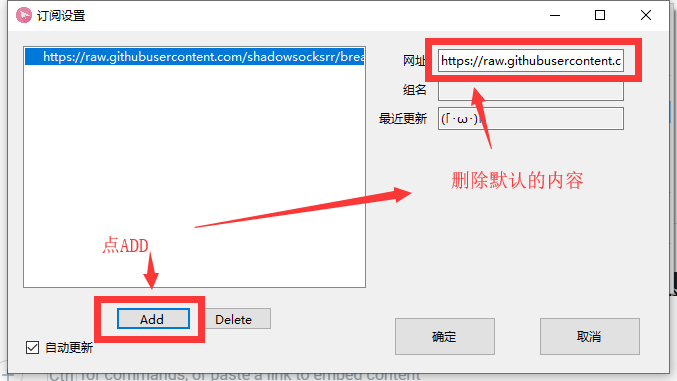 订阅设置
https://raw.githubusercontent.com/shadowsocksrr/brea
网址 https://raw.githubusercontent.c
组名
最近更新
删除默认的内容
点ADD
Add Delete
自动更新
确定 取消
for commands, or paste a link to embed content